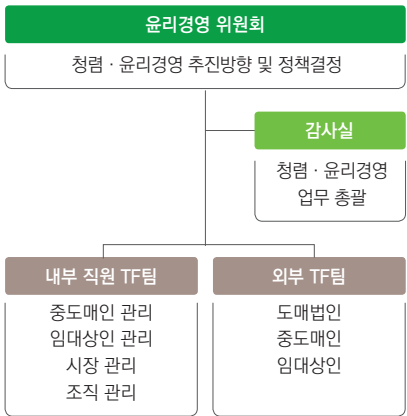 윤리경영 위원회
청렴 · 윤리경영 추진방향 및 정책결정
감사실
청렴 · 윤리경영
업무 총괄
내부 직원 TF팀
중도매인 관리
임대상인 관리
시장 관리
조직 관리
외부 TF팀
도매법인
중도매인
임대상인